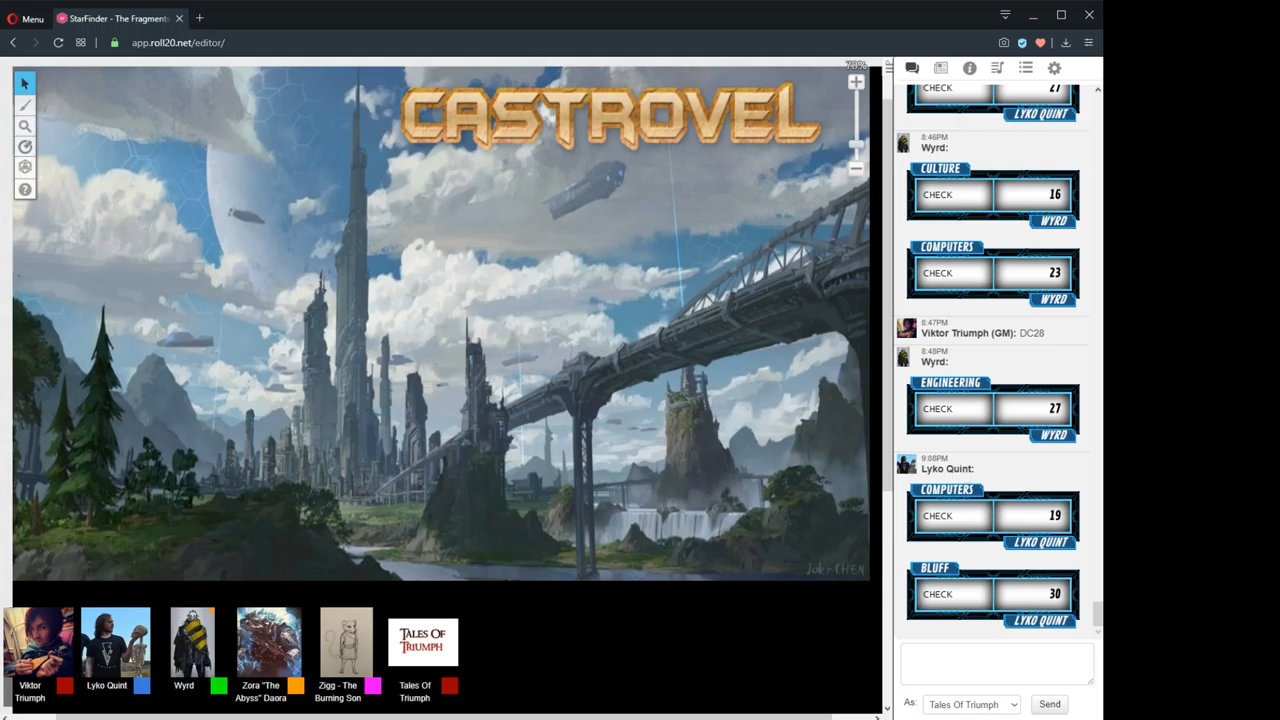 Menu
StarFinder - The Fragments
app.roll20.net/editor/
78%
CASTROVEL
CHECK 27
LYKO QUINT
8:46PM
Wyrd:
CULTURE
CHECK 16
WYRD
COMPUTERS
CHECK 23
WYRD
8:47PM
Viktor Triumph (GM): DC28
8:48PM
Wyrd:
ENGINEERING
CHECK 27
WYRD
9:08PM
Lyko Quint:
COMPUTERS
CHECK 19
LYKO QUINT
BLUFF
CHECK 30
LYKO QUINT
TALES OF
TRIUMPH
Viktor
Triumph
Lyko Quint
Wyrd
Zora "The
Abyss" Daora
Zigg - The
Burning Son
Tales Of
Triumph
As: Tales Of Triumph Send